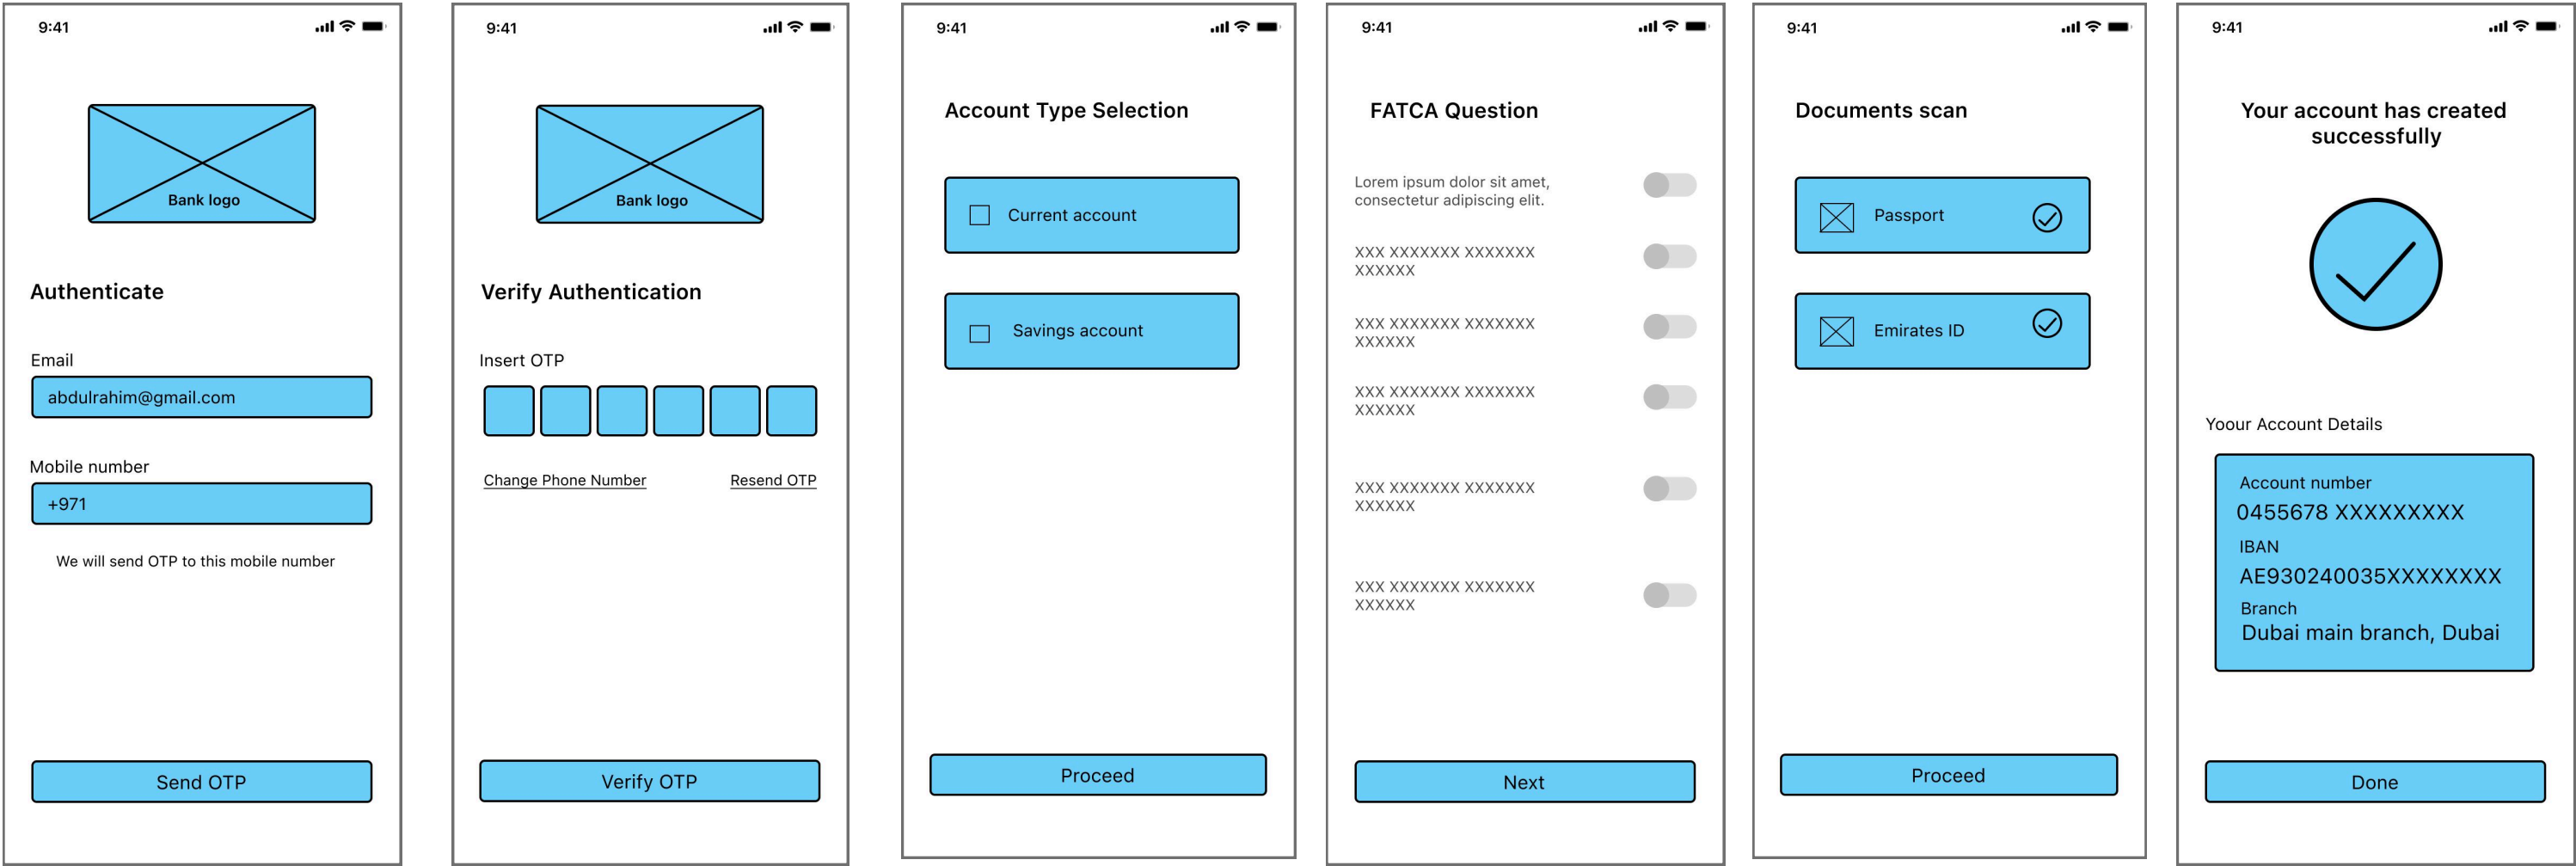 9:41
Bank logo
Authenticate
Email
abdulrahim@gmail.com
Mobile number
+971
We will send OTP to this mobile number
Send OTP
9:41
Bank logo
Verify Authentication
Insert OTP
Change Phone Number
Resend OTP
Verify OTP
9:41
Account Type Selection
Current account
Savings account
Proceed
9:41
FATCA Question
Lorem ipsum dolor sit amet,
consectetur adipiscing elit.
XXX XXXXXXX XXXXXXX
XXXXXX
XXX XXXXXXX XXXXXXX
XXXXXX
XXX XXXXXXX XXXXXXX
XXXXXX
XXX XXXXXXX XXXXXXX
XXXXXX
XXX XXXXXXX XXXXXXX
XXXXXX
Next
9:41
Documents scan
Passport
Emirates ID
Proceed
9:41
Your account has created
successfully
Yoour Account Details
Account number
0455678 XXXXXXXXX
IBAN
AE930240035XXXXXXXX
Branch
Dubai main branch, Dubai
Done